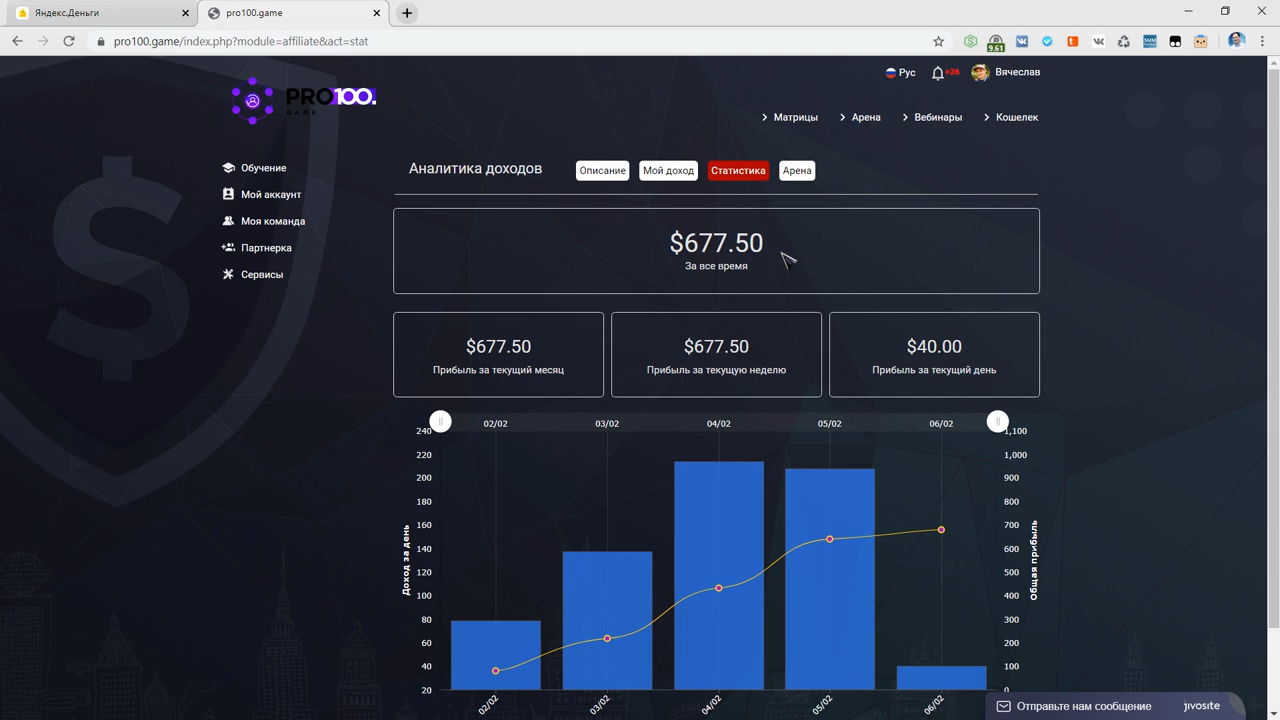 Яндекс.Деньги
pro100.game
pro100.game/index.php?module=affiliate&act=stat
9.61
Рус
+26
Вячеслав
PRO100.
GAME
Матрицы
Арена
Вебинары
Кошелек
Обучение
Мой аккаунт
Моя команда
Партнерка
Сервисы
Аналитика доходов
Описание
Мой доход
Статистика
Арена
$677.50
За все время
$677.50
Прибыль за текущий месяц
$677.50
Прибыль за текущую неделю
$40.00
Прибыль за текущий день
02/02 03/02 04/02 05/02 06/02
240
220
200
180
160
140
120
100
80
60
40
20
Доход за день
1,100
1,000
900
800
700
600
500
400
300
200
100
0
Общая прибыль
02/02 03/02 04/02 05/02 06/02
Отправьте нам сообщение
jivosite